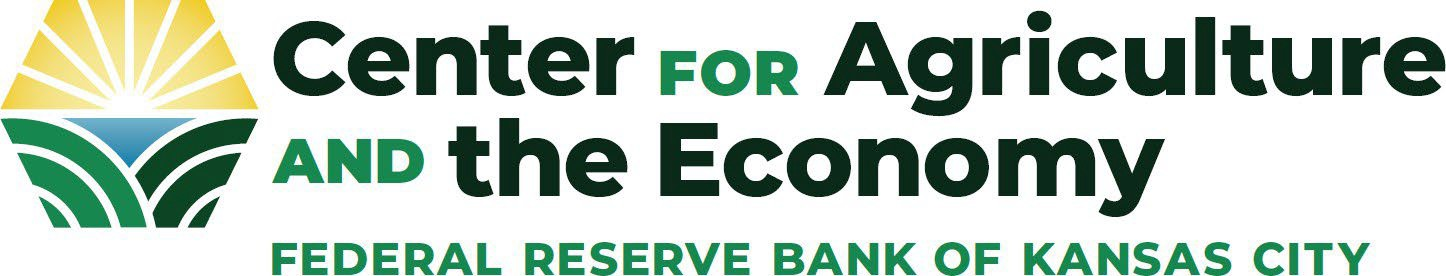 Center FOR Agriculture
AND the Economy
FEDERAL RESERVE BANK OF KANSAS CITY